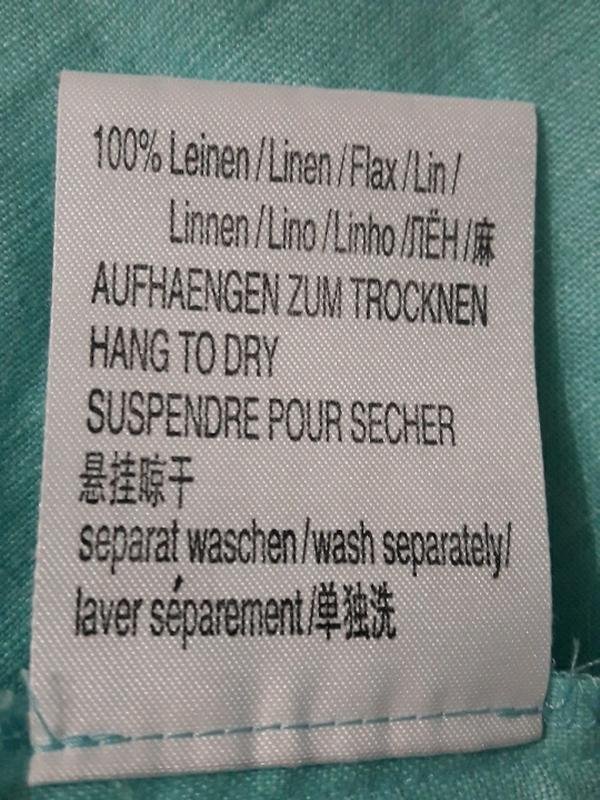 100% Leinen / Linen / Flax / Lin /
Linnen / Lino / Linho /ЛЁН / 麻
AUFHAENGEN ZUM TROCKNEN
HANG TO DRY
SUSPENDRE POUR SECHER
悬挂晾干
separat waschen / wash separately/
laver séparement /单独洗